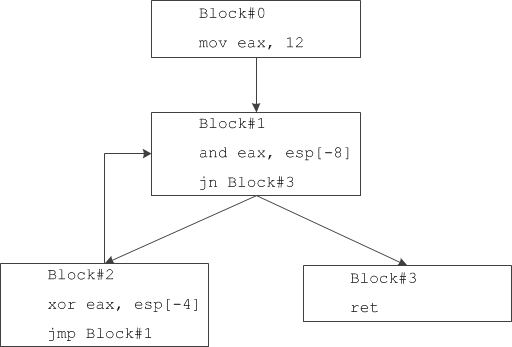 Block#0
mov eax, 12
Block#1
and eax, esp[-8]
jn Block#3
Block#2
xor eax, esp[-4]
jmp Block#1
Block#3
ret